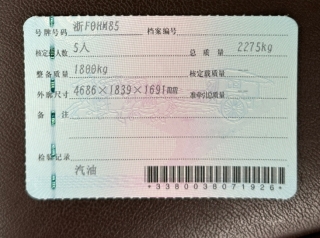 号牌号码 浙F0HM85 档案编号
核定载人数 5人 总质量 2275kg
整备质量 1800kg 核定载质量
外廓尺寸 4686×1839×1691mm 准牵引总质量
备注
检验记录
汽油
*3380038071926*